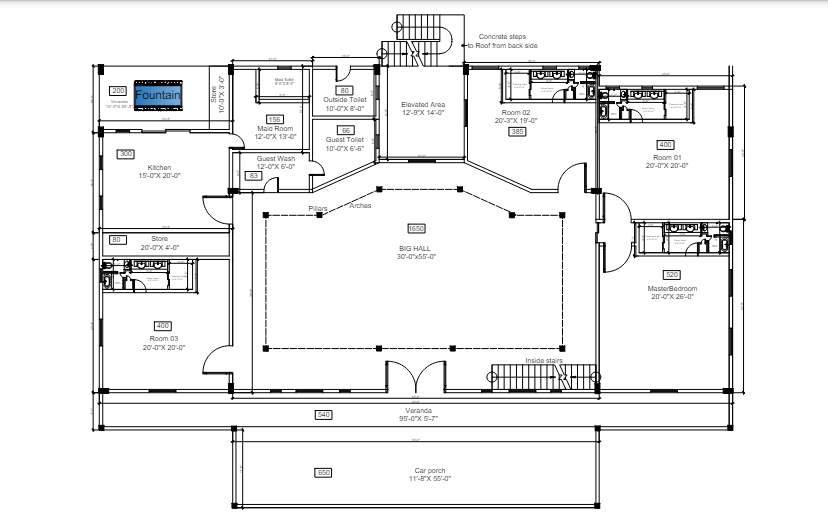 Concrete steps
to Roof from back side
200
Fountain
Store
10'-0"X 3'-0"
80
Outside Toilet
10'-0"X 8'-0"
Elevated Area
12'-9"X 14'-0"
Room 02
20'-3"X 19'-0"
385
156
Maid Room
12'-0"X 13'-0"
66
Guest Toilet
10'-0"X 6'-6"
300
Kitchen
15'-0"X 20'-0"
Guest Wash
12'-0"X 6'-0"
83
400
Room 01
20'-0"X 20'-0"
Pillars
Arches
1650
BIG HALL
30'-0"x55'-0"
80
Store
20'-0"X 4'-0"
520
MasterBedroom
20'-0"X 26'-0"
400
Room 03
20'-0"X 20'-0"
Inside stairs
540
Veranda
95'-0"X 5'-7"
650
Car porch
11'-8"X 55'-0"